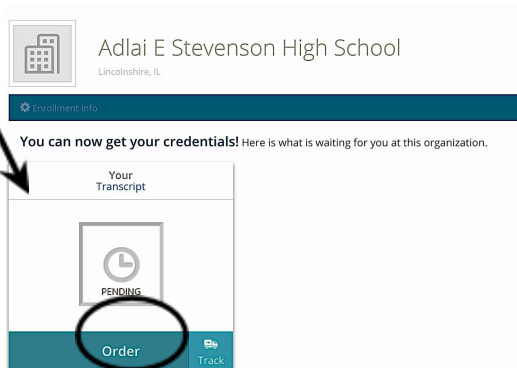 Adlai E Stevenson High School
Lincolnshire, IL
Enrollment Info
You can now get your credentials! Here is what is waiting for you at this organization.
Your
Transcript
PENDING
Order
Track